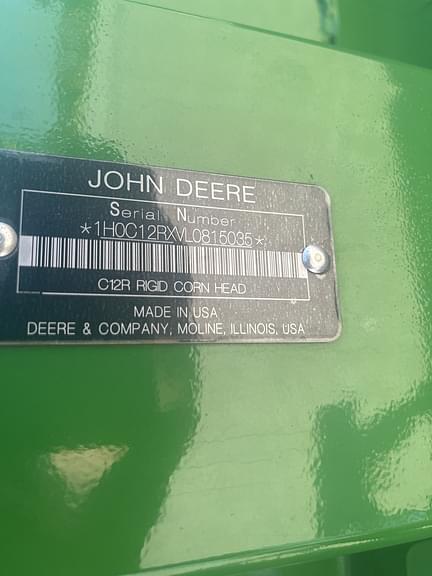 JOHN DEERE
Serial Number
*1H0C12RXVL0815035*
C12R RIGID CORN HEAD
MADE IN USA
DEERE & COMPANY, MOLINE, ILLINOIS, USA